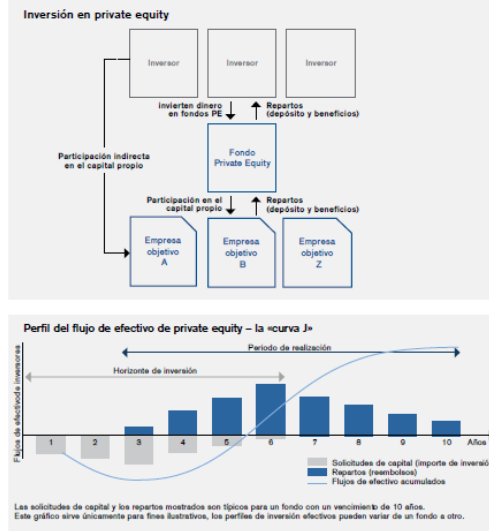 Inversión en private equity
Inversor
Inversor
Inversor
invierten dinero
en fondos PE
Repartos
(depósito y beneficios)
Fondo
Private Equity
Participación indirecta
en el capital propio
Participación en el
capital propio
Repartos
(depósito y beneficios)
Empresa
objetivo
A
Empresa
objetivo
B
Empresa
objetivo
Z
Perfil del flujo de efectivo de private equity – la «curva J»
Flujos de efectivode inversores
Periodo de realización
Horizonte de inversión
1 2 3 4 5 6 7 8 9 10 Años
Solicitudes de capital (importe de inversió
Repartos (reembolsos)
Flujos de efectivo acumulados
Las solicitudes de capital y los repartos mostrados son típicos para un fondo con un vencimiento de 10 años.
Este gráfico sirve únicamente para fines ilustrativos, los perfiles de inversión efectivos pueden variar de un fondo a otro.